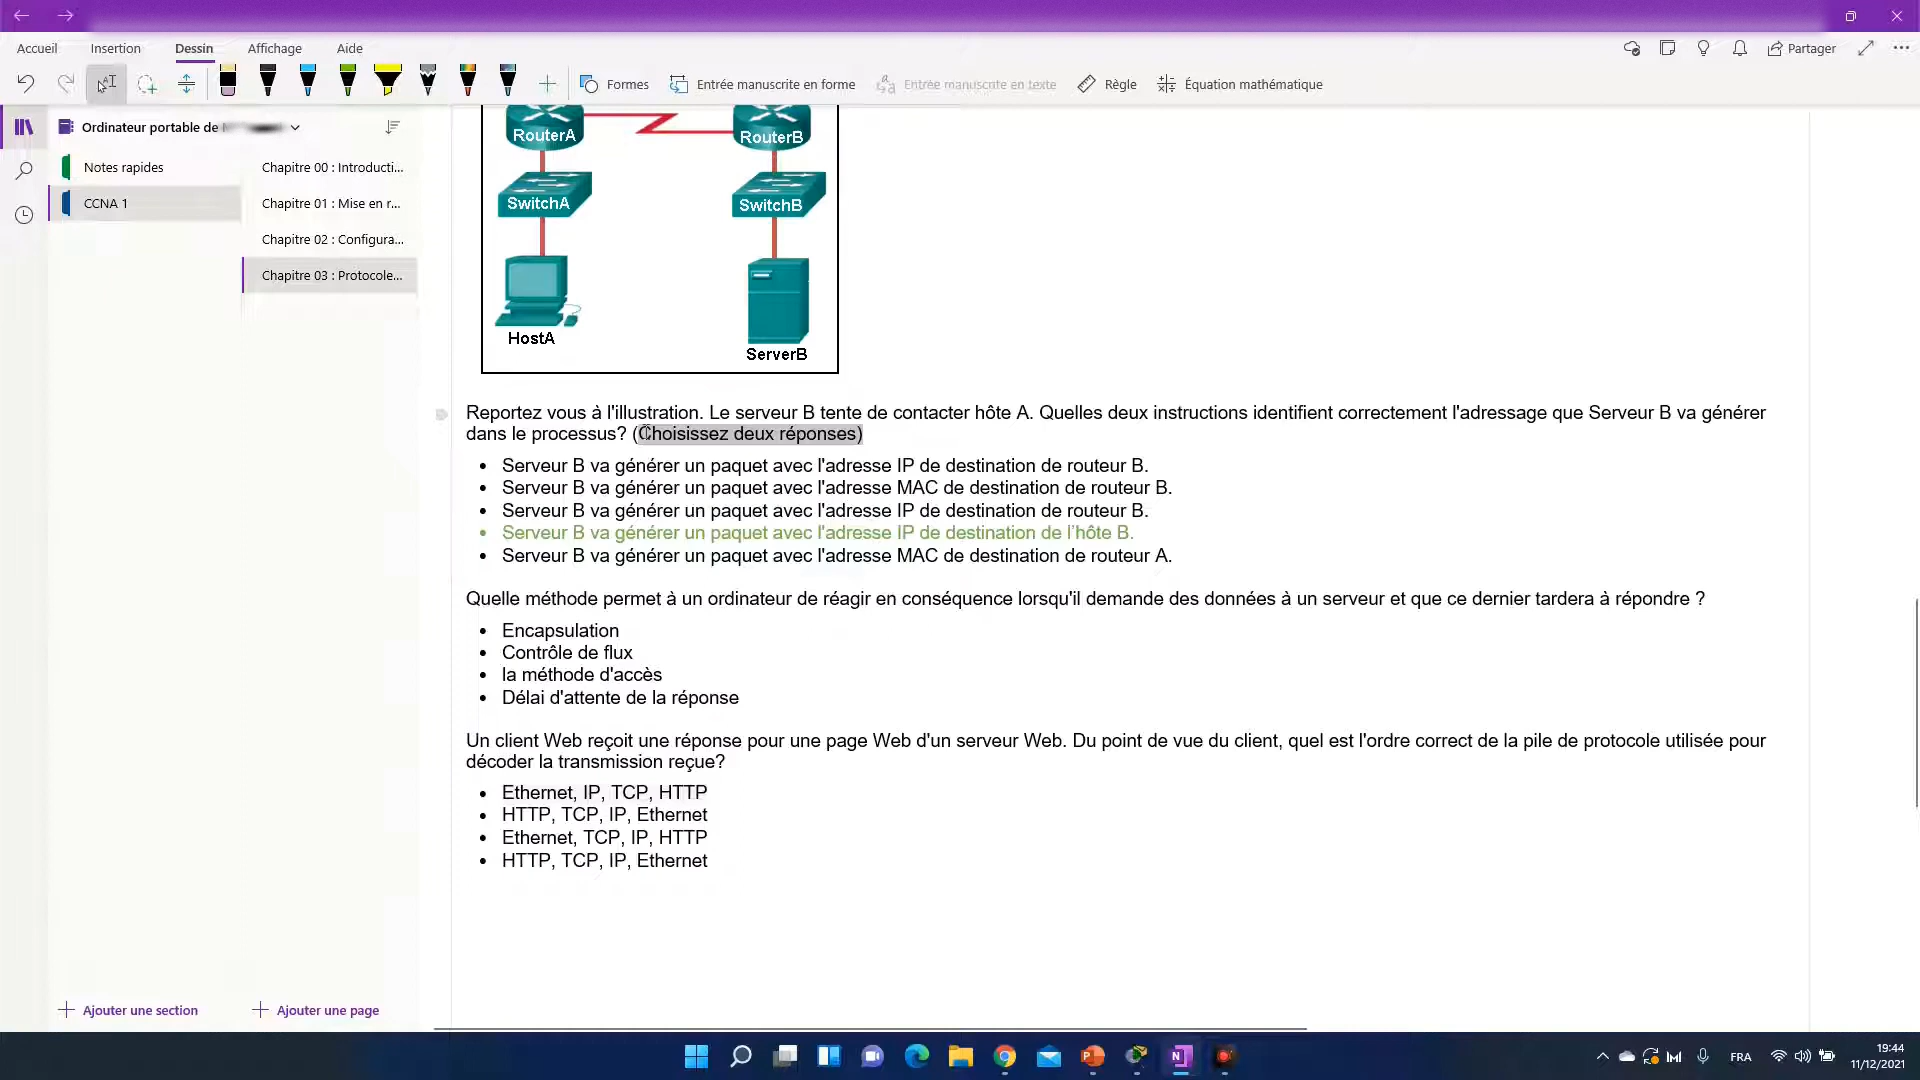 Accueil
Insertion
Dessin
Affichage
Aide
Partager
Formes
Entrée manuscrite en forme
Entrée manuscrite en texte
Règle
Équation mathématique
Ordinateur portable de
Notes rapides
CCNA 1
Chapitre 00 : Introducti...
Chapitre 01 : Mise en r...
Chapitre 02 : Configura...
Chapitre 03 : Protocole...
RouterA
RouterB
SwitchA
SwitchB
HostA
ServerB
Reportez vous à l'illustration. Le serveur B tente de contacter hôte A. Quelles deux instructions identifient correctement l'adressage que Serveur B va générer
dans le processus? (Choisissez deux réponses)
• Serveur B va générer un paquet avec l'adresse IP de destination de routeur B.
• Serveur B va générer un paquet avec l'adresse MAC de destination de routeur B.
• Serveur B va générer un paquet avec l'adresse IP de destination de routeur B.
• Serveur B va générer un paquet avec l'adresse IP de destination de l'hôte B.
• Serveur B va générer un paquet avec l'adresse MAC de destination de routeur A.
Quelle méthode permet à un ordinateur de réagir en conséquence lorsqu'il demande des données à un serveur et que ce dernier tardera à répondre ?
• Encapsulation
• Contrôle de flux
• la méthode d'accès
• Délai d'attente de la réponse
Un client Web reçoit une réponse pour une page Web d'un serveur Web. Du point de vue du client, quel est l'ordre correct de la pile de protocole utilisée pour
décoder la transmission reçue?
• Ethernet, IP, TCP, HTTP
• HTTP, TCP, IP, Ethernet
• Ethernet, TCP, IP, HTTP
• HTTP, TCP, IP, Ethernet
Ajouter une section
Ajouter une page
FRA
19:44
11/12/2021